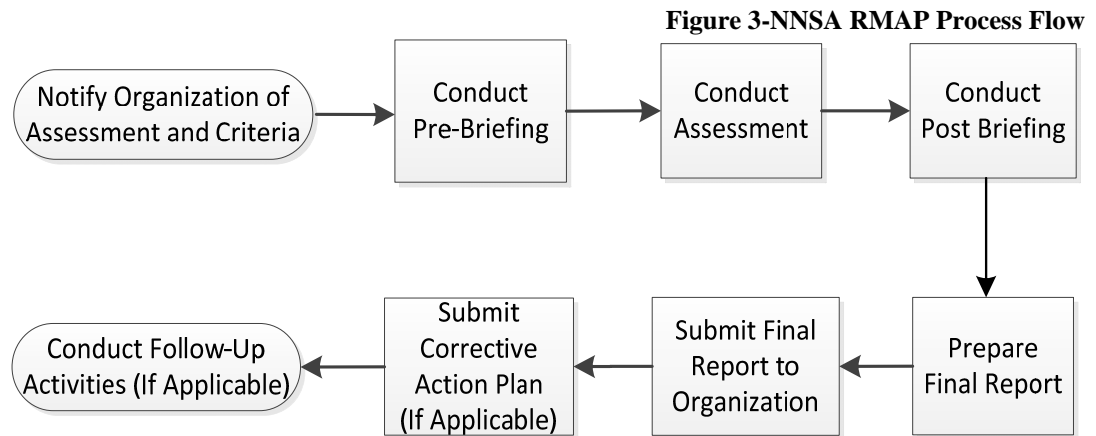 Figure 3-NNSA RMAP Process Flow
Notify Organization of
Assessment and Criteria
Conduct
Pre-Briefing
Conduct
Assessment
Conduct
Post Briefing
Prepare
Final Report
Submit Final
Report to
Organization
Submit
Corrective
Action Plan
(If Applicable)
Conduct Follow-Up
Activities (If Applicable)